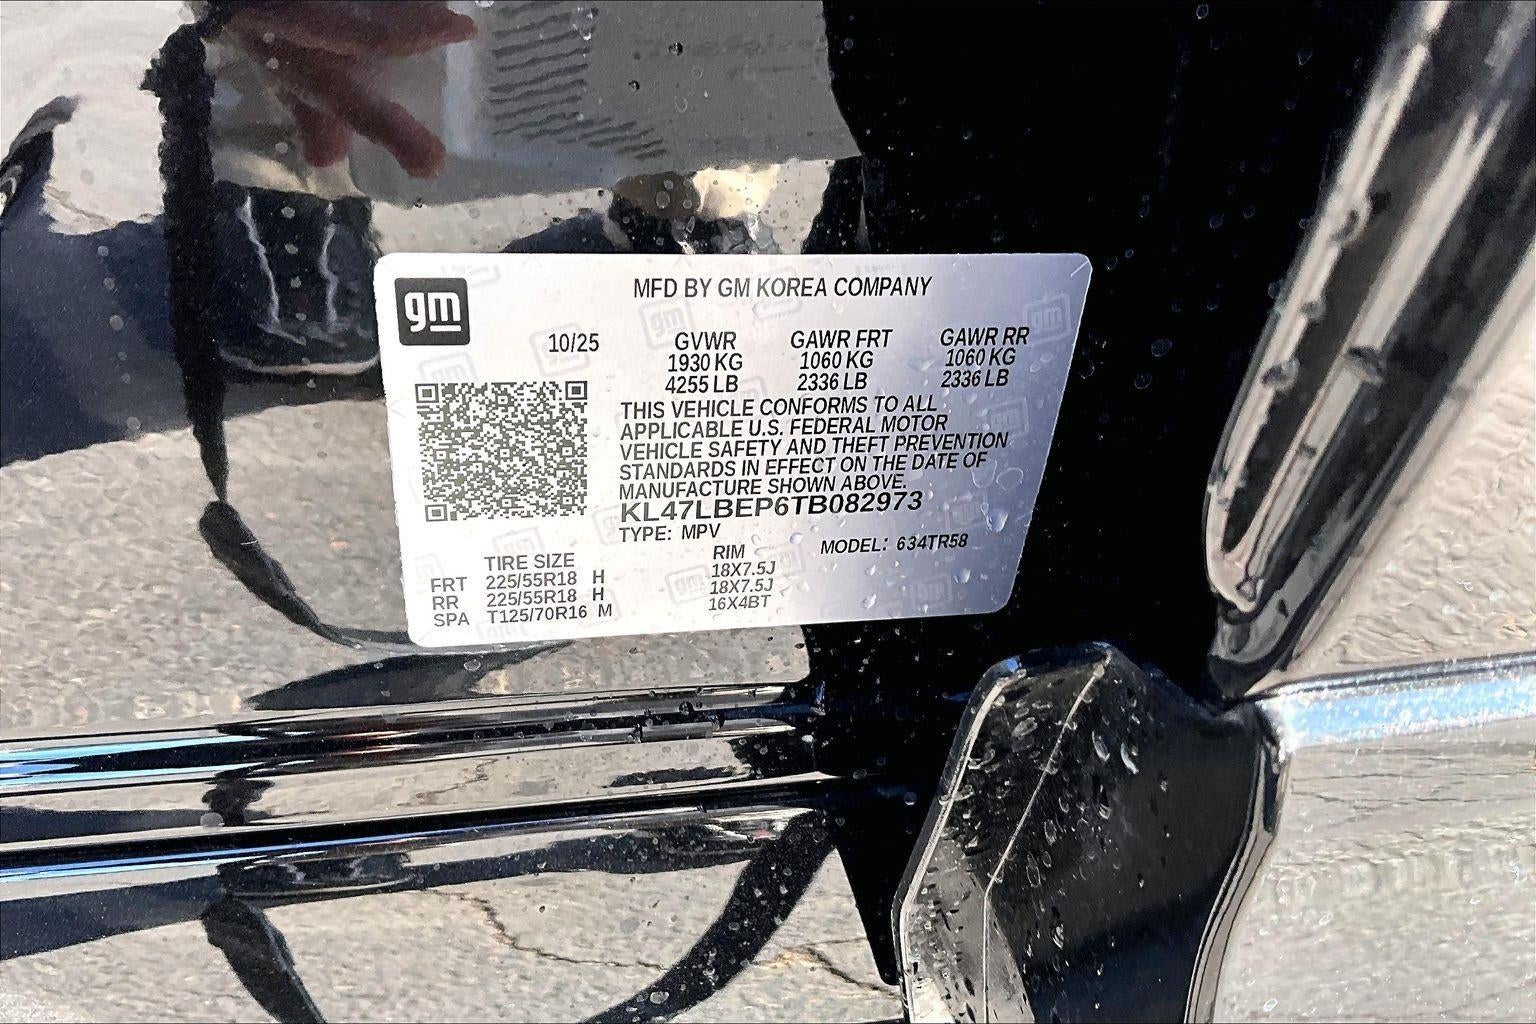 gm
MFD BY GM KOREA COMPANY
10/25 GVWR GAWR FRT GAWR RR
1930 KG 1060 KG 1060 KG
4255 LB 2336 LB 2336 LB
THIS VEHICLE CONFORMS TO ALL
APPLICABLE U.S. FEDERAL MOTOR
VEHICLE SAFETY AND THEFT PREVENTION
STANDARDS IN EFFECT ON THE DATE OF
MANUFACTURE SHOWN ABOVE.
KL47LBEP6TB082973
TYPE: MPV
MODEL: 634TR58
TIRE SIZE RIM
FRT 225/55R18 H 18X7.5J
RR 225/55R18 H 18X7.5J
SPA T125/70R16 M 16X4BT